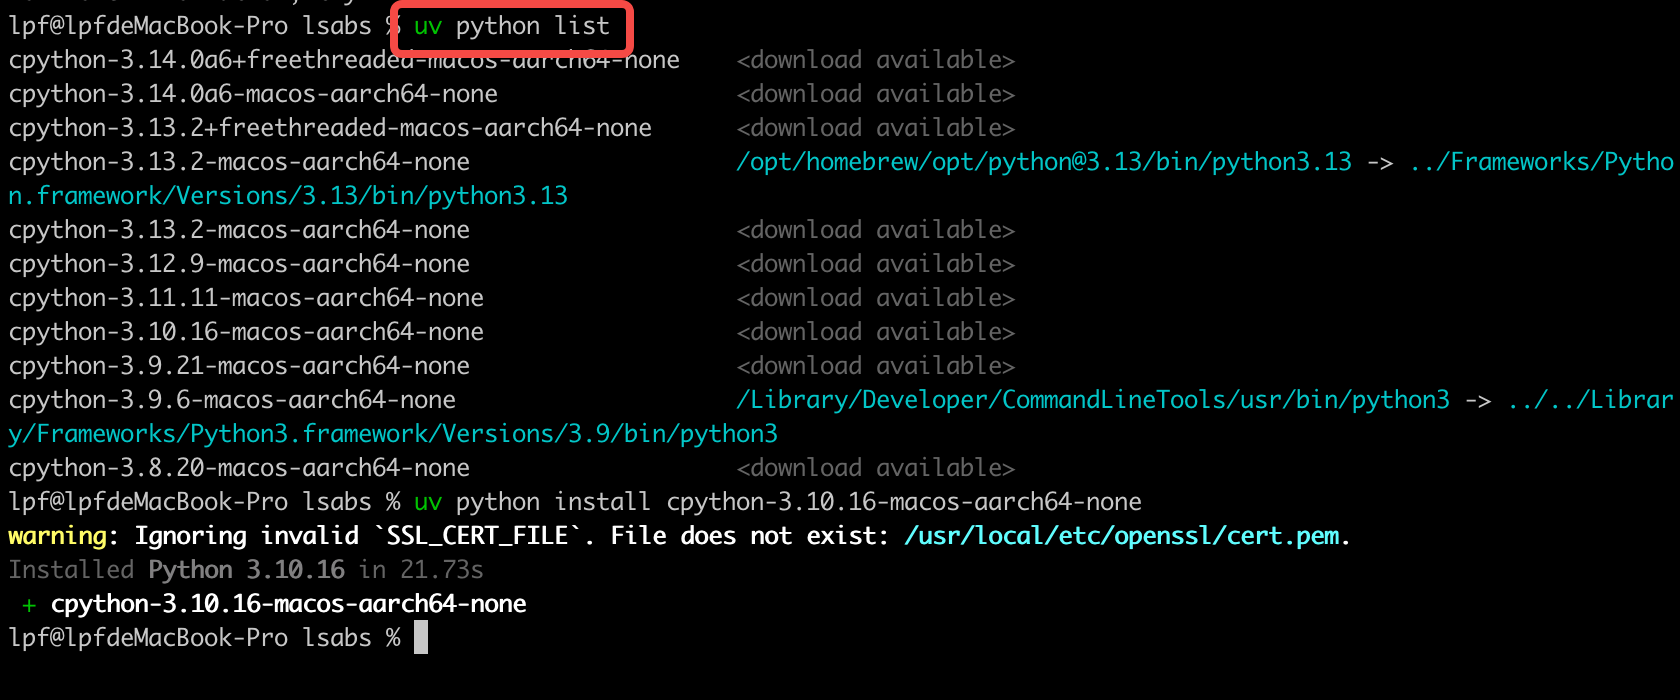 lpf@lpfdeMacBook-Pro lsabs % uv python list
cpython-3.14.0a6+freethreaded-macos-aarch64-none    <download available>
cpython-3.14.0a6-macos-aarch64-none                 <download available>
cpython-3.13.2+freethreaded-macos-aarch64-none      <download available>
cpython-3.13.2-macos-aarch64-none                   /opt/homebrew/opt/python@3.13/bin/python3.13 -> ../Frameworks/Pytho
n.framework/Versions/3.13/bin/python3.13
cpython-3.13.2-macos-aarch64-none                   <download available>
cpython-3.12.9-macos-aarch64-none                   <download available>
cpython-3.11.11-macos-aarch64-none                  <download available>
cpython-3.10.16-macos-aarch64-none                  <download available>
cpython-3.9.21-macos-aarch64-none                   <download available>
cpython-3.9.6-macos-aarch64-none                    /Library/Developer/CommandLineTools/usr/bin/python3 -> ../../Librar
y/Frameworks/Python3.framework/Versions/3.9/bin/python3
cpython-3.8.20-macos-aarch64-none                   <download available>
lpf@lpfdeMacBook-Pro lsabs % uv python install cpython-3.10.16-macos-aarch64-none
warning: Ignoring invalid `SSL_CERT_FILE`. File does not exist: /usr/local/etc/openssl/cert.pem.
Installed Python 3.10.16 in 21.73s
 + cpython-3.10.16-macos-aarch64-none
lpf@lpfdeMacBook-Pro lsabs %